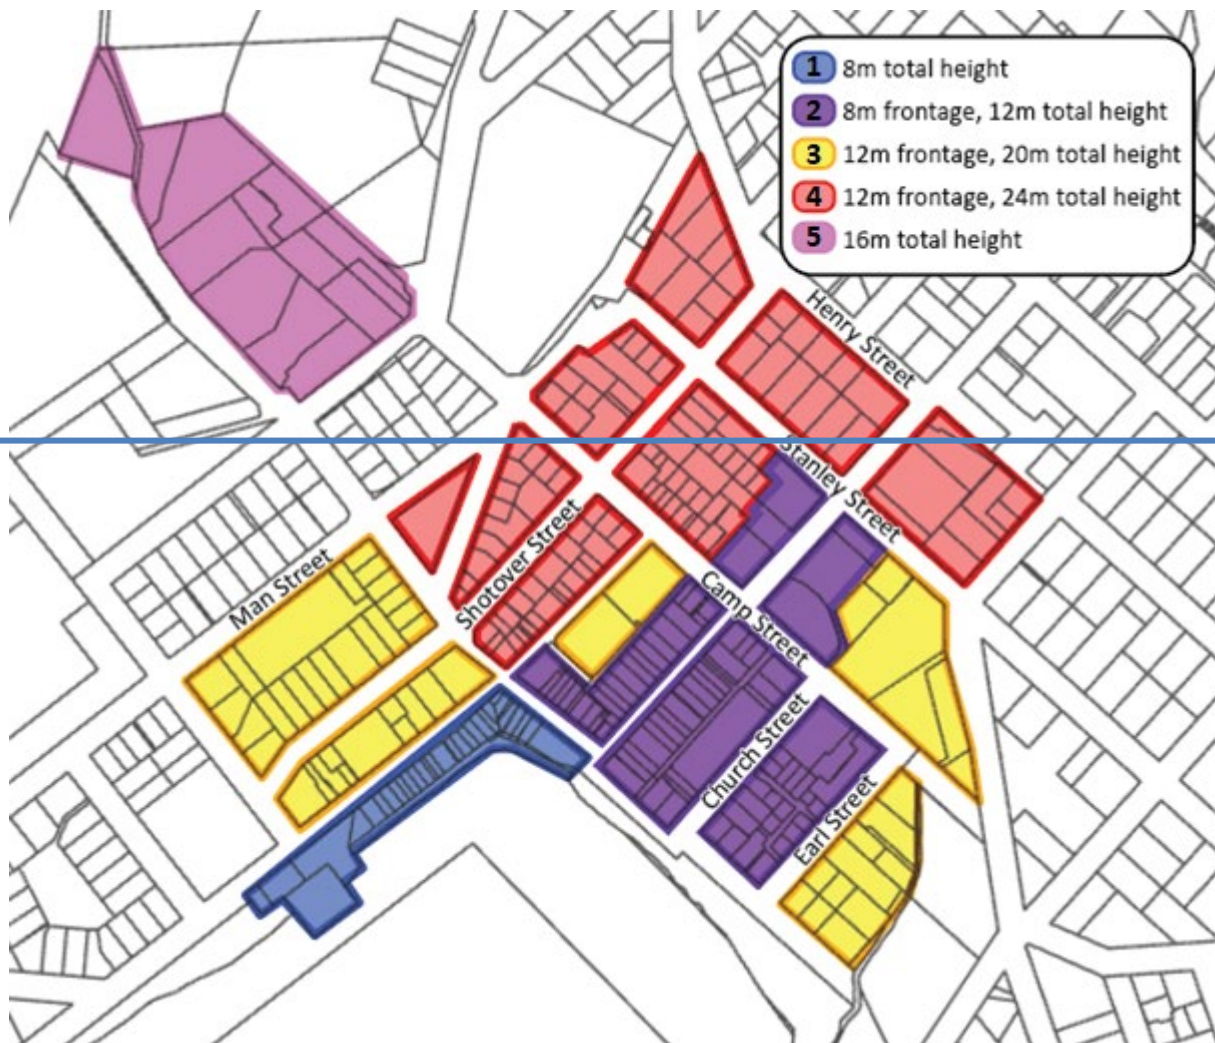 1 8m total height
2 8m frontage, 12m total height
3 12m frontage, 20m total height
4 12m frontage, 24m total height
5 16m total height
Henry Street
Stanley Street
Shotover Street
Man Street
Camp Street
Church Street
Earl Street